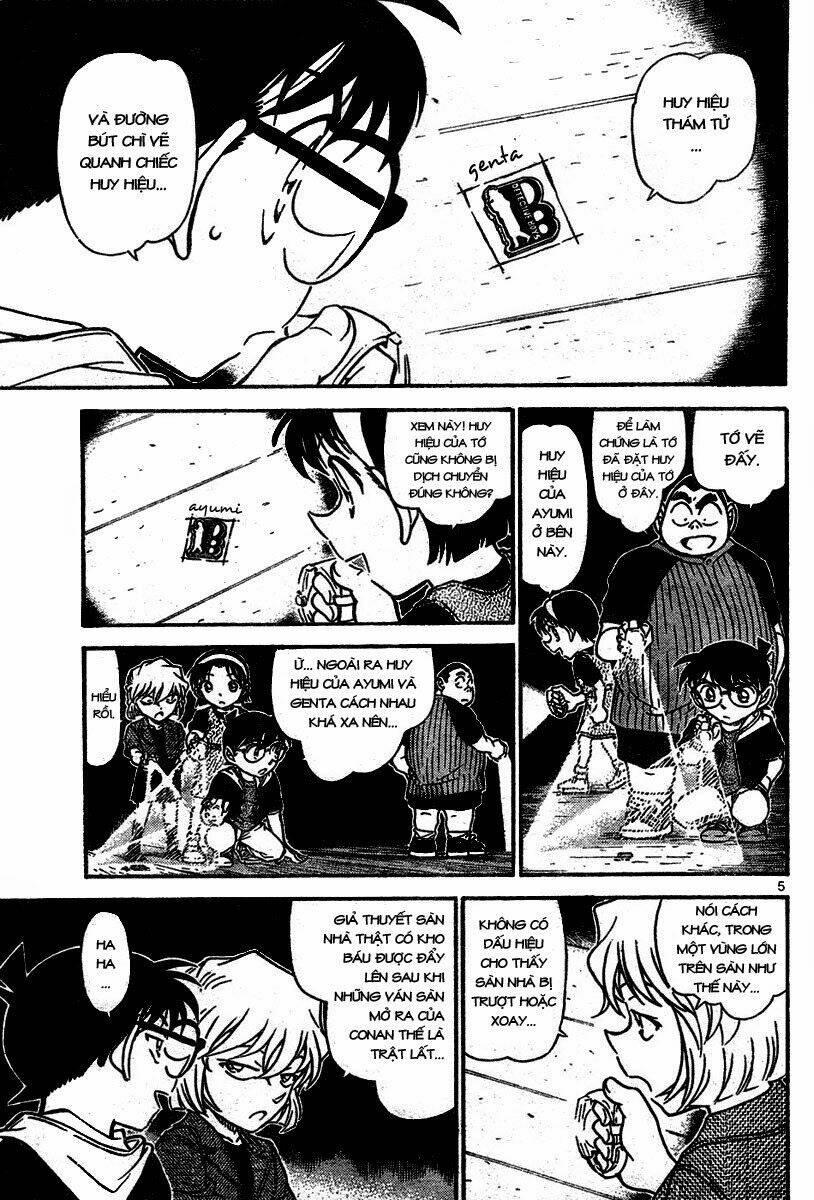 HUY HIỆU
THÁM TỬ
...
VÀ ĐƯỜNG
BÚT CHÌ VẼ
QUANH CHIẾC
HUY HIỆU...
genta
B
TỚ VẼ
ĐẤY.
ĐỂ LÀM
CHỨNG LÀ TỚ
ĐÃ ĐẶT HUY
HIỆU CỦA TỚ
Ở ĐÂY.
HUY
HIỆU
CỦA
AYUMI
Ở BÊN
NÀY.
XEM NÀY! HUY
HIỆU CỦA TỚ
CŨNG KHÔNG BỊ
DỊCH CHUYỂN
ĐÚNG KHÔNG?
ayumi
B
Ừ... NGOÀI RA HUY
HIỆU CỦA AYUMI VÀ
GENTA CÁCH NHAU
KHÁ XA NÊN...
HIỂU
RỒI.
5
NÓI CÁCH
KHÁC, TRONG
MỘT VŨNG LỚN
TRÊN SÀN NHƯ
THẾ NÀY...
KHÔNG CÓ
DẤU HIỆU
CHO THẤY
SÀN NHÀ BỊ
TRƯỢT HOẶC
XOAY...
GIẢ THUYẾT SÀN
NHÀ THẬT CÓ KHO
BÁU ĐƯỢC ĐẨY
LÊN SAU KHI
NHỮNG VÁN SÀN
MỞ RA CỦA
CONAN THẾ LÀ
TRẬT LẤT...
HA
HA
...